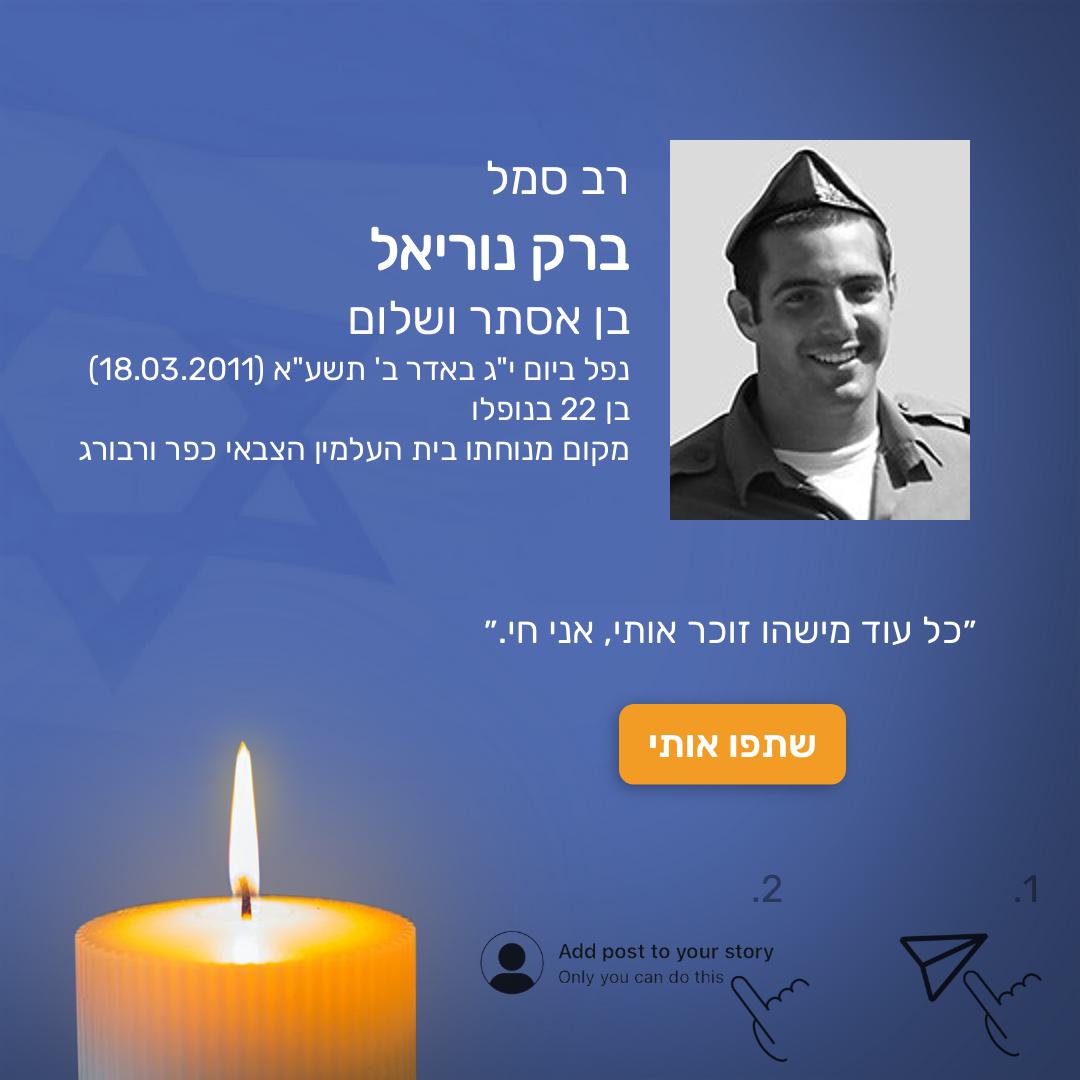 רב סמל
ברק נוריאל
בן אסתר ושלום
נפל ביום י"ג באדר ב' תשע"א (18.03.2011)
בן 22 בנופלו
מקום מנוחתו בית העלמין הצבאי כפר ורבורג
״כל עוד מישהו זוכר אותי, אני חי.״
שתפו אותי
1.
2.
Add post to your story
Only you can do this